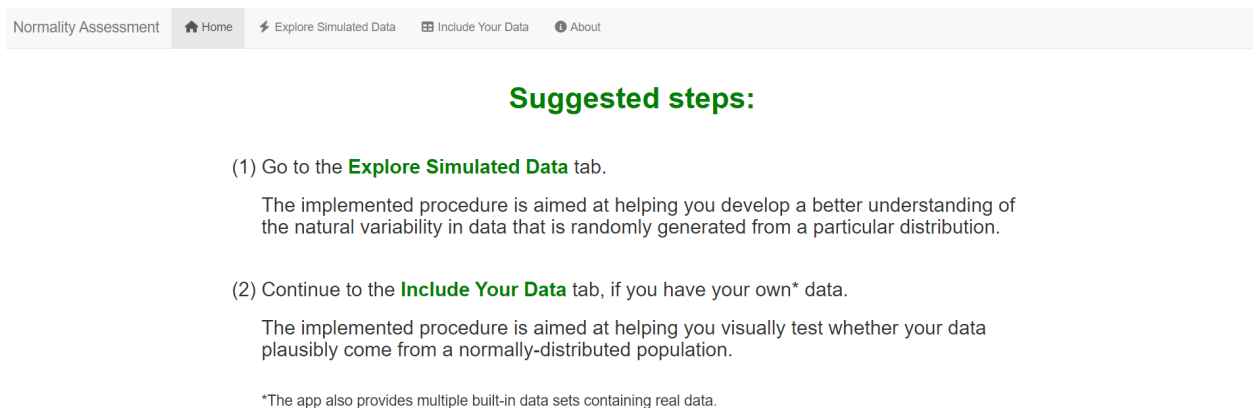 Normality Assessment Home Explore Simulated Data Include Your Data About
Suggested steps:
(1) Go to the Explore Simulated Data tab.
The implemented procedure is aimed at helping you develop a better understanding of
the natural variability in data that is randomly generated from a particular distribution.
(2) Continue to the Include Your Data tab, if you have your own* data.
The implemented procedure is aimed at helping you visually test whether your data
plausibly come from a normally-distributed population.
*The app also provides multiple built-in data sets containing real data.